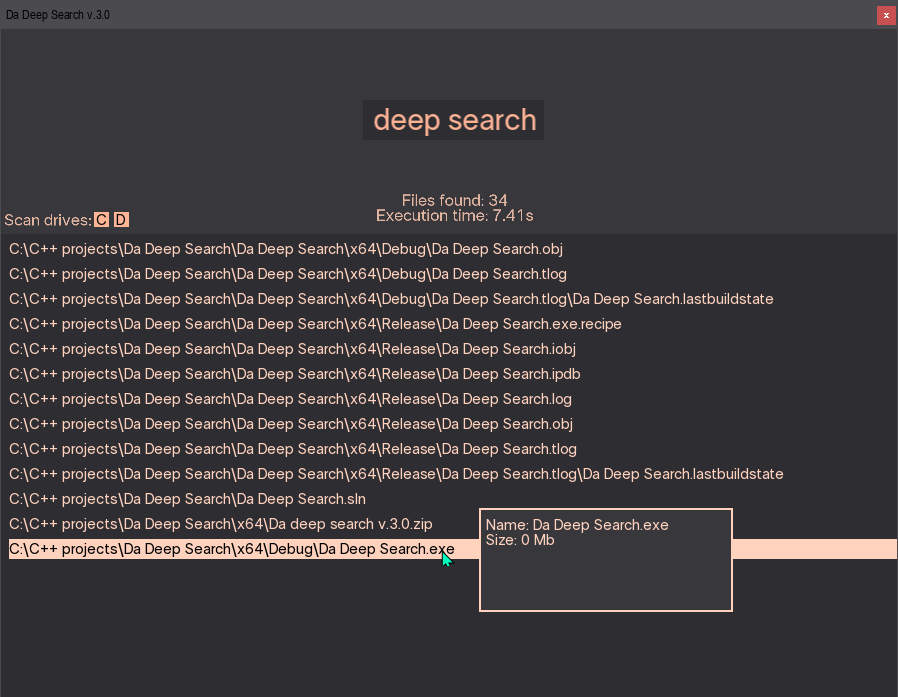 Da Deep Search v.3.0
x
deep search
Files found: 34
Execution time: 7.41s
Scan drives: C D
C:\C++ projects\Da Deep Search\Da Deep Search\x64\Debug\Da Deep Search.obj
C:\C++ projects\Da Deep Search\Da Deep Search\x64\Debug\Da Deep Search.tlog
C:\C++ projects\Da Deep Search\Da Deep Search\x64\Debug\Da Deep Search.tlog\Da Deep Search.lastbuildstate
C:\C++ projects\Da Deep Search\Da Deep Search\x64\Release\Da Deep Search.exe.recipe
C:\C++ projects\Da Deep Search\Da Deep Search\x64\Release\Da Deep Search.iobj
C:\C++ projects\Da Deep Search\Da Deep Search\x64\Release\Da Deep Search.ipdb
C:\C++ projects\Da Deep Search\Da Deep Search\x64\Release\Da Deep Search.log
C:\C++ projects\Da Deep Search\Da Deep Search\x64\Release\Da Deep Search.obj
C:\C++ projects\Da Deep Search\Da Deep Search\x64\Release\Da Deep Search.tlog
C:\C++ projects\Da Deep Search\Da Deep Search\x64\Release\Da Deep Search.tlog\Da Deep Search.lastbuildstate
C:\C++ projects\Da Deep Search\Da Deep Search.sln
C:\C++ projects\Da Deep Search\x64\Da deep search v.3.0.zip
C:\C++ projects\Da Deep Search\x64\Debug\Da Deep Search.exe
Name: Da Deep Search.exe
Size: 0 Mb